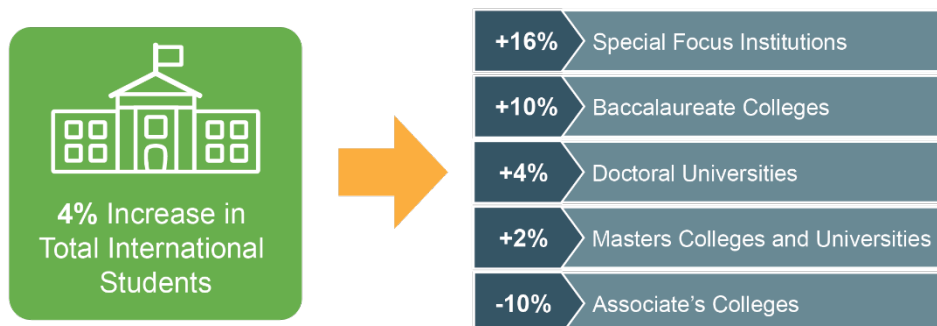 4% Increase in
Total International
Students
+16% Special Focus Institutions
+10% Baccalaureate Colleges
+4% Doctoral Universities
+2% Masters Colleges and Universities
-10% Associate's Colleges